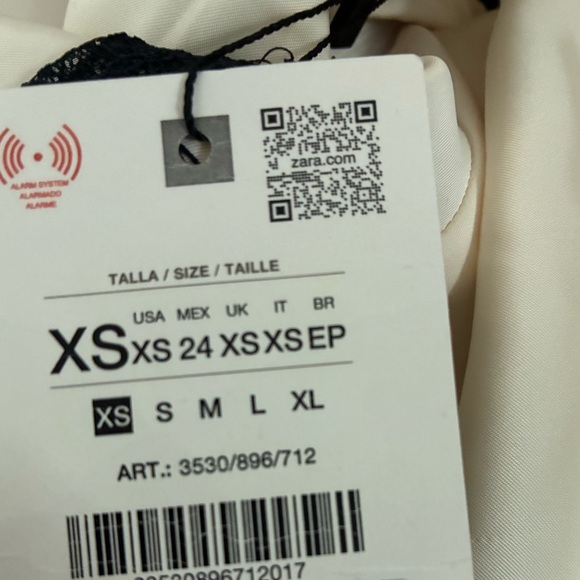 ALARM SYSTEM
ALARMADO
ALARME
zara.com
TALLA / SIZE / TAILLE
USA MEX UK IT BR
XS XS 24 XS XS EP
XS S M L XL
ART.: 3530/896/712
03530896712017